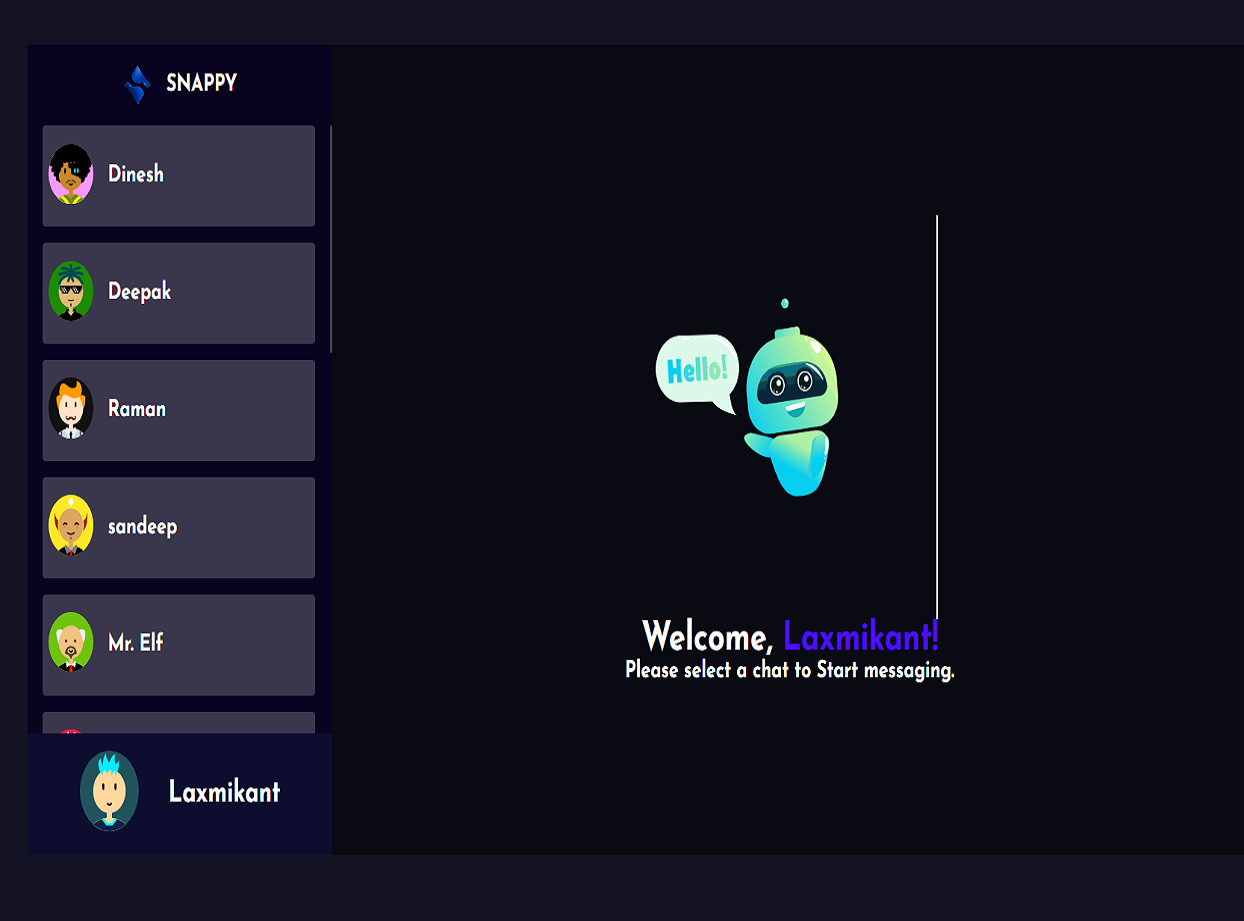 SNAPPY
Dinesh
Deepak
Raman
sandeep
Mr. Elf
Laxmikant
Hello!
Welcome, Laxmikant!
Please select a chat to Start messaging.